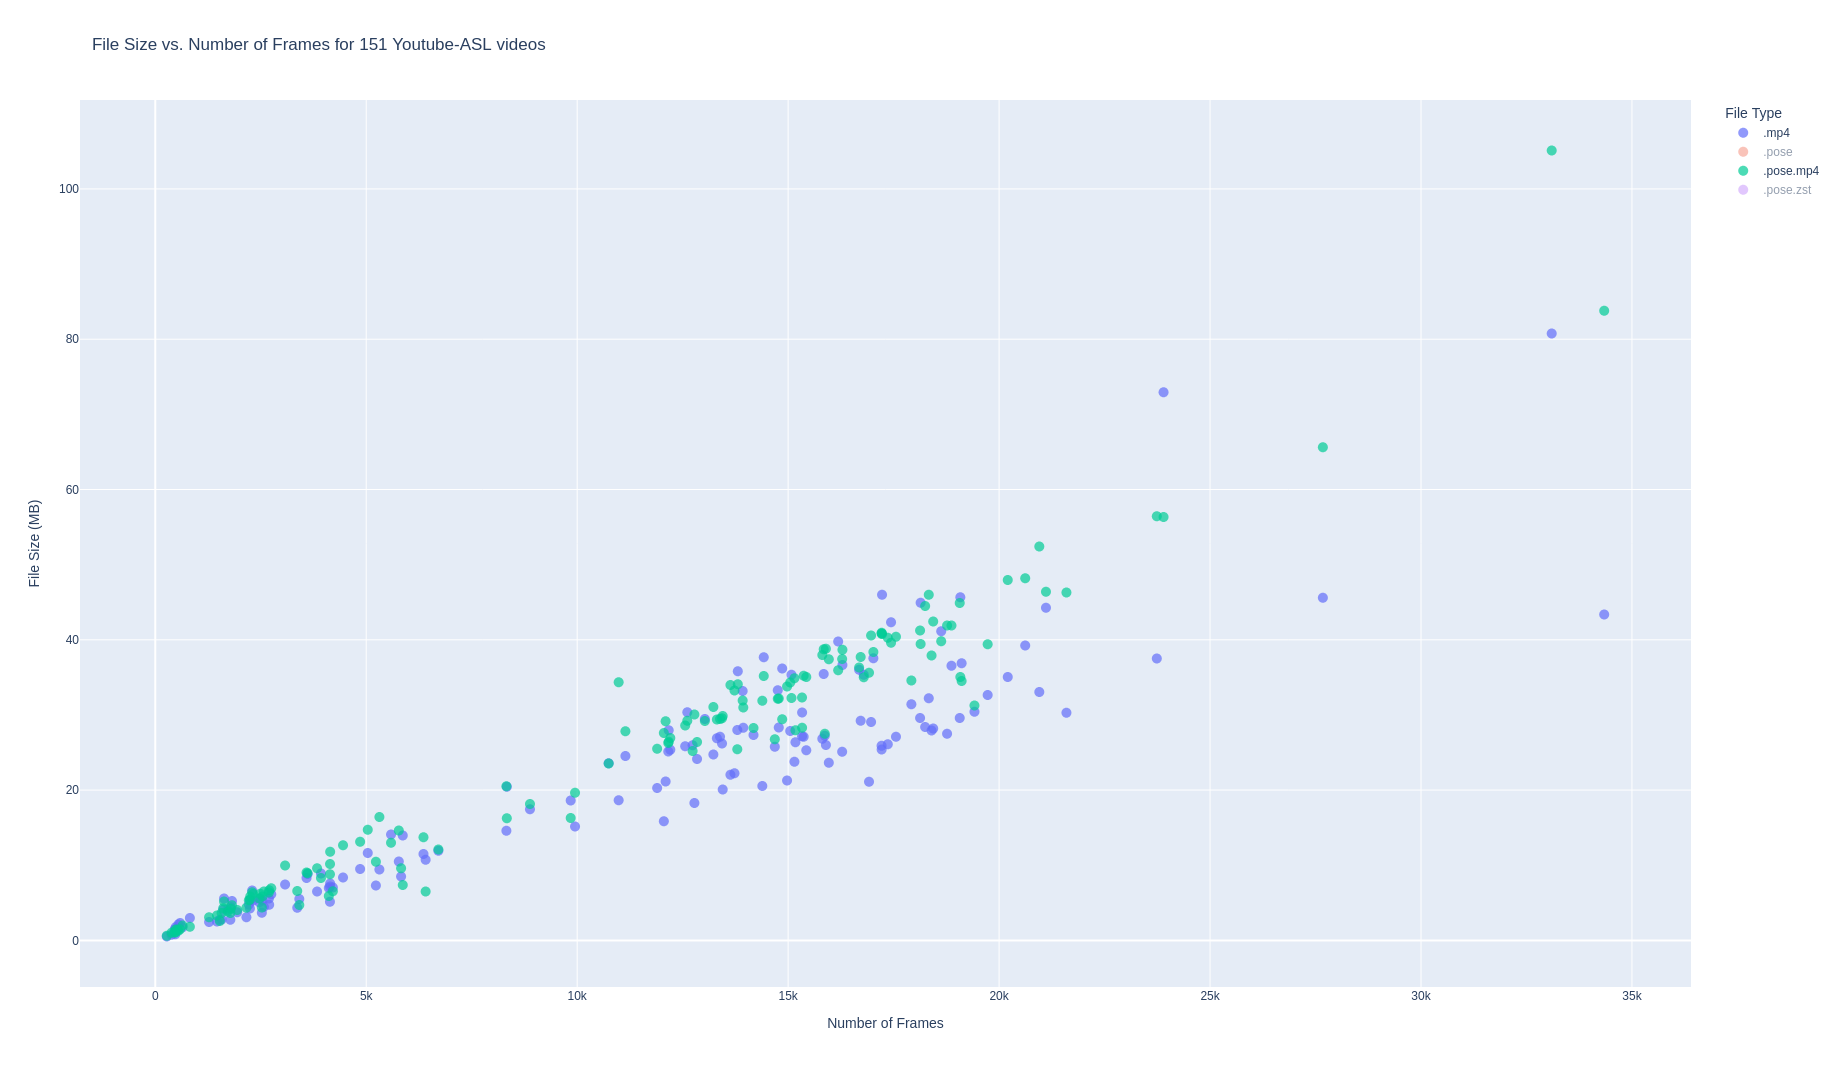 File Size vs. Number of Frames for 151 Youtube-ASL videos
File Type
.mp4
.pose
.pose.mp4
.pose.zst
File Size (MB)
100
80
60
40
20
0
0
5k
10k
15k
20k
25k
30k
35k
Number of Frames